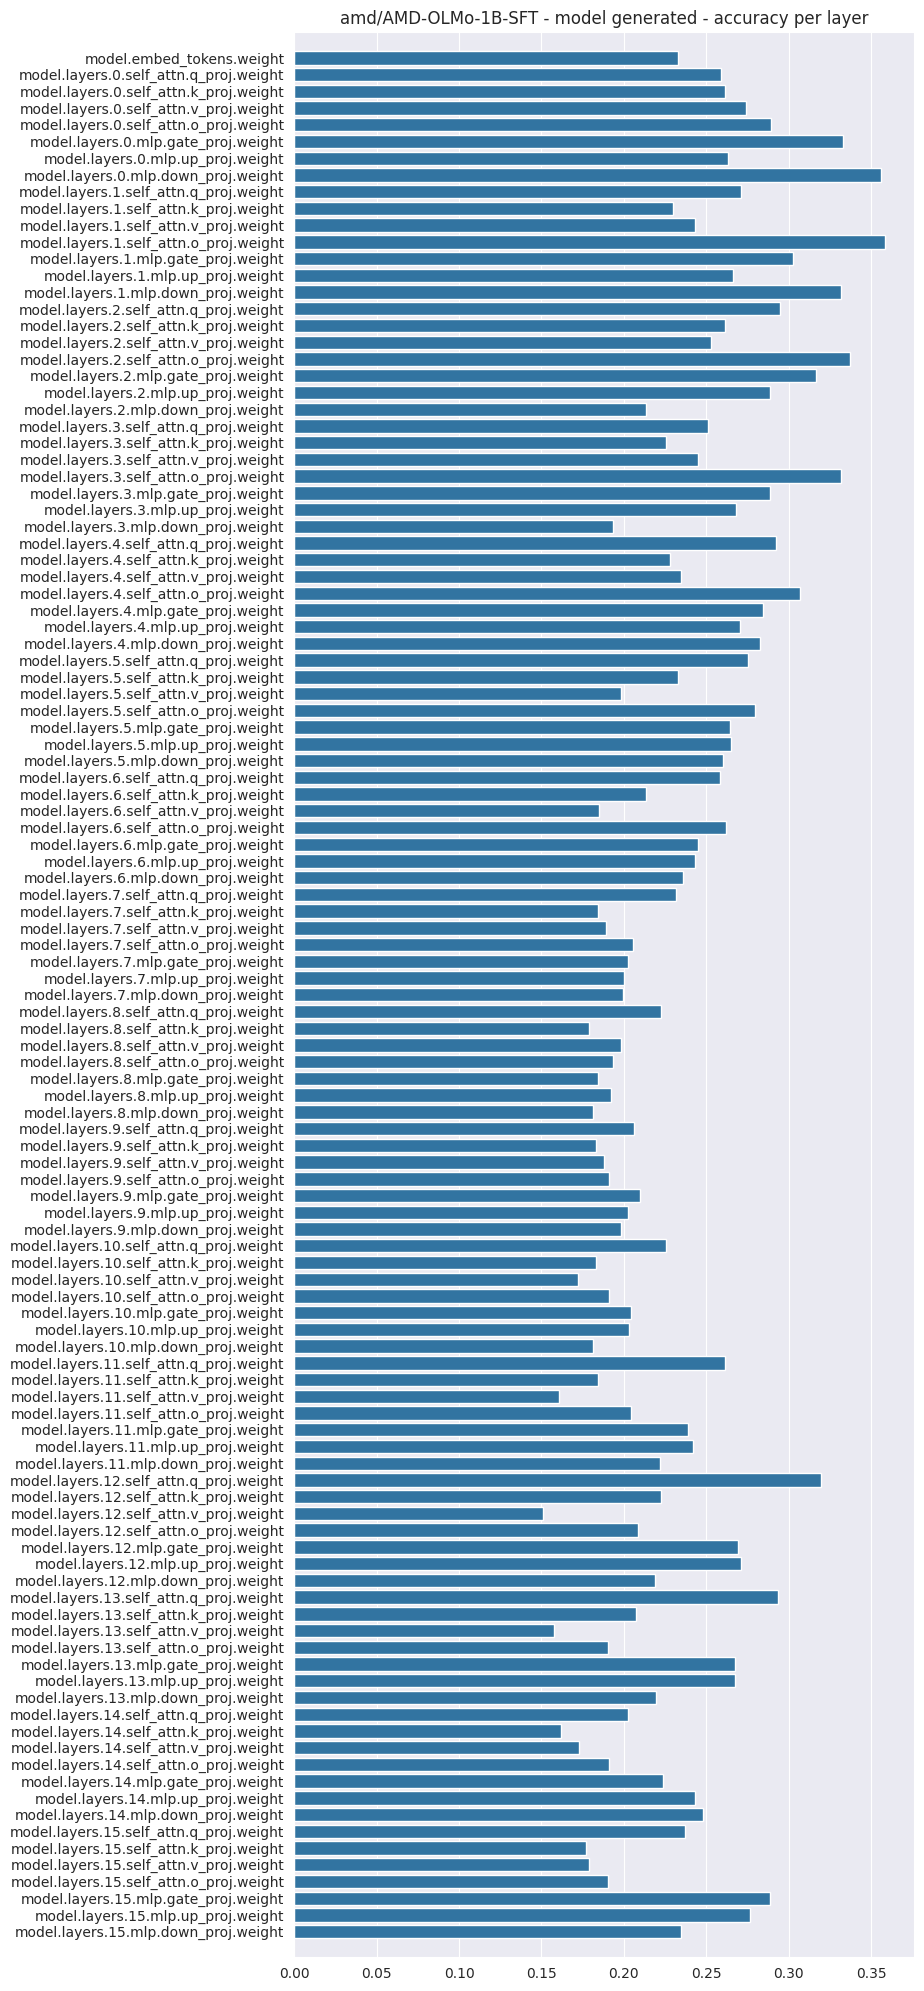 amd/AMD-OLMo-1B-SFT - model generated - accuracy per layer
model.embed_tokens.weight
model.layers.0.self_attn.q_proj.weight
model.layers.0.self_attn.k_proj.weight
model.layers.0.self_attn.v_proj.weight
model.layers.0.self_attn.o_proj.weight
model.layers.0.mlp.gate_proj.weight
model.layers.0.mlp.up_proj.weight
model.layers.0.mlp.down_proj.weight
model.layers.1.self_attn.q_proj.weight
model.layers.1.self_attn.k_proj.weight
model.layers.1.self_attn.v_proj.weight
model.layers.1.self_attn.o_proj.weight
model.layers.1.mlp.gate_proj.weight
model.layers.1.mlp.up_proj.weight
model.layers.1.mlp.down_proj.weight
model.layers.2.self_attn.q_proj.weight
model.layers.2.self_attn.k_proj.weight
model.layers.2.self_attn.v_proj.weight
model.layers.2.self_attn.o_proj.weight
model.layers.2.mlp.gate_proj.weight
model.layers.2.mlp.up_proj.weight
model.layers.2.mlp.down_proj.weight
model.layers.3.self_attn.q_proj.weight
model.layers.3.self_attn.k_proj.weight
model.layers.3.self_attn.v_proj.weight
model.layers.3.self_attn.o_proj.weight
model.layers.3.mlp.gate_proj.weight
model.layers.3.mlp.up_proj.weight
model.layers.3.mlp.down_proj.weight
model.layers.4.self_attn.q_proj.weight
model.layers.4.self_attn.k_proj.weight
model.layers.4.self_attn.v_proj.weight
model.layers.4.self_attn.o_proj.weight
model.layers.4.mlp.gate_proj.weight
model.layers.4.mlp.up_proj.weight
model.layers.4.mlp.down_proj.weight
model.layers.5.self_attn.q_proj.weight
model.layers.5.self_attn.k_proj.weight
model.layers.5.self_attn.v_proj.weight
model.layers.5.self_attn.o_proj.weight
model.layers.5.mlp.gate_proj.weight
model.layers.5.mlp.up_proj.weight
model.layers.5.mlp.down_proj.weight
model.layers.6.self_attn.q_proj.weight
model.layers.6.self_attn.k_proj.weight
model.layers.6.self_attn.v_proj.weight
model.layers.6.self_attn.o_proj.weight
model.layers.6.mlp.gate_proj.weight
model.layers.6.mlp.up_proj.weight
model.layers.6.mlp.down_proj.weight
model.layers.7.self_attn.q_proj.weight
model.layers.7.self_attn.k_proj.weight
model.layers.7.self_attn.v_proj.weight
model.layers.7.self_attn.o_proj.weight
model.layers.7.mlp.gate_proj.weight
model.layers.7.mlp.up_proj.weight
model.layers.7.mlp.down_proj.weight
model.layers.8.self_attn.q_proj.weight
model.layers.8.self_attn.k_proj.weight
model.layers.8.self_attn.v_proj.weight
model.layers.8.self_attn.o_proj.weight
model.layers.8.mlp.gate_proj.weight
model.layers.8.mlp.up_proj.weight
model.layers.8.mlp.down_proj.weight
model.layers.9.self_attn.q_proj.weight
model.layers.9.self_attn.k_proj.weight
model.layers.9.self_attn.v_proj.weight
model.layers.9.self_attn.o_proj.weight
model.layers.9.mlp.gate_proj.weight
model.layers.9.mlp.up_proj.weight
model.layers.9.mlp.down_proj.weight
model.layers.10.self_attn.q_proj.weight
model.layers.10.self_attn.k_proj.weight
model.layers.10.self_attn.v_proj.weight
model.layers.10.self_attn.o_proj.weight
model.layers.10.mlp.gate_proj.weight
model.layers.10.mlp.up_proj.weight
model.layers.10.mlp.down_proj.weight
model.layers.11.self_attn.q_proj.weight
model.layers.11.self_attn.k_proj.weight
model.layers.11.self_attn.v_proj.weight
model.layers.11.self_attn.o_proj.weight
model.layers.11.mlp.gate_proj.weight
model.layers.11.mlp.up_proj.weight
model.layers.11.mlp.down_proj.weight
model.layers.12.self_attn.q_proj.weight
model.layers.12.self_attn.k_proj.weight
model.layers.12.self_attn.v_proj.weight
model.layers.12.self_attn.o_proj.weight
model.layers.12.mlp.gate_proj.weight
model.layers.12.mlp.up_proj.weight
model.layers.12.mlp.down_proj.weight
model.layers.13.self_attn.q_proj.weight
model.layers.13.self_attn.k_proj.weight
model.layers.13.self_attn.v_proj.weight
model.layers.13.self_attn.o_proj.weight
model.layers.13.mlp.gate_proj.weight
model.layers.13.mlp.up_proj.weight
model.layers.13.mlp.down_proj.weight
model.layers.14.self_attn.q_proj.weight
model.layers.14.self_attn.k_proj.weight
model.layers.14.self_attn.v_proj.weight
model.layers.14.self_attn.o_proj.weight
model.layers.14.mlp.gate_proj.weight
model.layers.14.mlp.up_proj.weight
model.layers.14.mlp.down_proj.weight
model.layers.15.self_attn.q_proj.weight
model.layers.15.self_attn.k_proj.weight
model.layers.15.self_attn.v_proj.weight
model.layers.15.self_attn.o_proj.weight
model.layers.15.mlp.gate_proj.weight
model.layers.15.mlp.up_proj.weight
model.layers.15.mlp.down_proj.weight
0.00 0.05 0.10 0.15 0.20 0.25 0.30 0.35